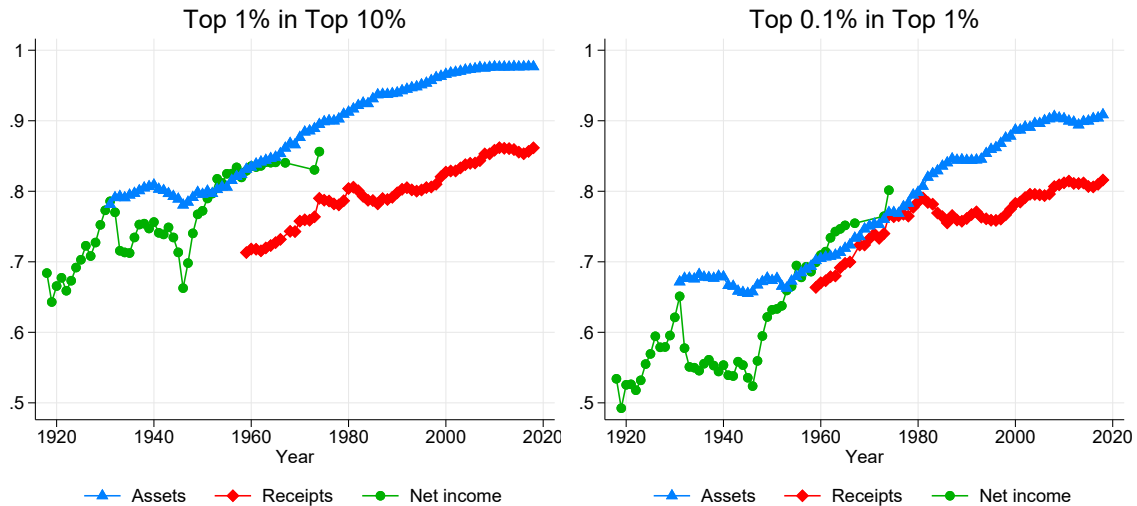 Top 1% in Top 10%
1
.9
.8
.7
.6
.5
1920 1940 1960 1980 2000 2020
Year
Assets Receipts Net income
Top 0.1% in Top 1%
1
.9
.8
.7
.6
.5
1920 1940 1960 1980 2000 2020
Year
Assets Receipts Net income